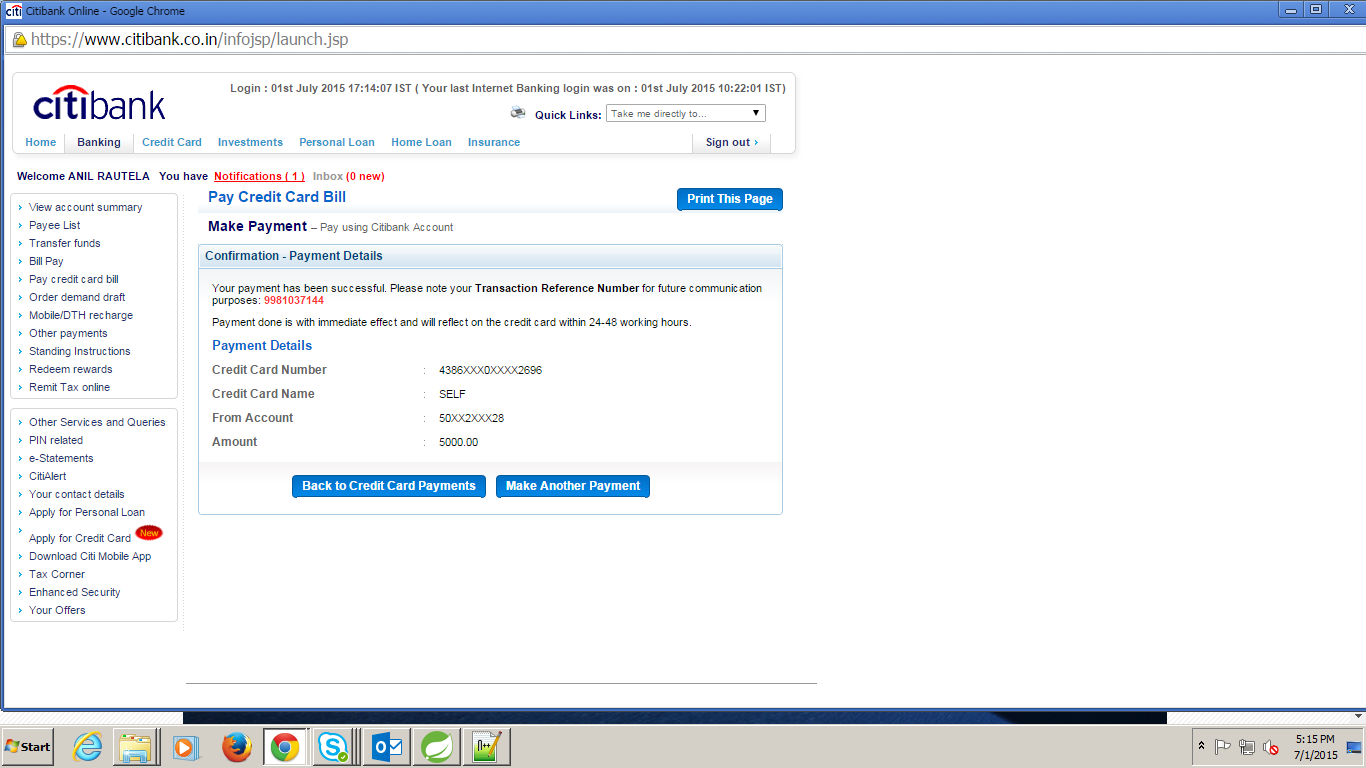 citi Citibank Online - Google Chrome
https://www.citibank.co.in/infojsp/launch.jsp
citibank
Login : 01st July 2015 17:14:07 IST ( Your last Internet Banking login was on : 01st July 2015 10:22:01 IST)
Quick Links: Take me directly to...
Home Banking Credit Card Investments Personal Loan Home Loan Insurance Sign out ›
Welcome ANIL RAUTELA You have Notifications ( 1 ) Inbox (0 new)
View account summary
Payee List
Transfer funds
Bill Pay
Pay credit card bill
Order demand draft
Mobile/DTH recharge
Other payments
Standing Instructions
Redeem rewards
Remit Tax online
Other Services and Queries
PIN related
e-Statements
CitiAlert
Your contact details
Apply for Personal Loan
Apply for Credit Card New
Download Citi Mobile App
Tax Corner
Enhanced Security
Your Offers
Pay Credit Card Bill
Print This Page
Make Payment – Pay using Citibank Account
Confirmation - Payment Details
Your payment has been successful. Please note your Transaction Reference Number for future communication
purposes: 9981037144
Payment done is with immediate effect and will reflect on the credit card within 24-48 working hours.
Payment Details
Credit Card Number : 4386XXX0XXXX2696
Credit Card Name : SELF
From Account : 50XX2XXX28
Amount : 5000.00
Back to Credit Card Payments Make Another Payment
Start
5:15 PM
7/1/2015